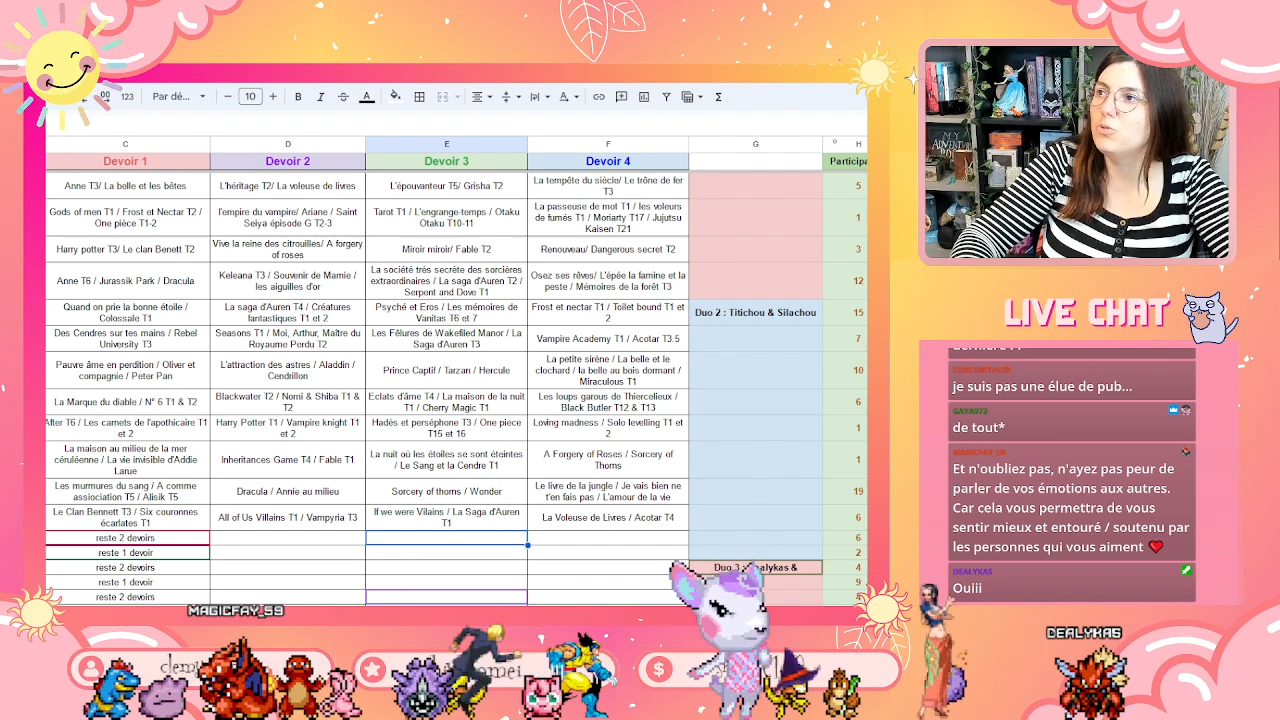 .00
123
Par dé...
10
B
I
A
C
D
E
F
G
H
Devoir 1
Devoir 2
Devoir 3
Devoir 4
Participa
Anne T3/ La belle et les bêtes
L'héritage T2/ La voleuse de livres
L'épouvanteur T5/ Grisha T2
La tempête du siècle/ Le trône de fer
T3
5
Gods of men T1 / Frost et Nectar T2 /
One pièce T1-2
l'empire du vampire/ Ariane / Saint
Seiya épisode G T2-3
Tarot T1 / L'engrange-temps / Otaku
Otaku T10-11
La passeuse de mot T1 / les voleurs
de fumés T1 / Moriarty T17 / Jujutsu
Kaisen T21
1
Harry potter T3/ Le clan Benett T2
Vive la reine des citrouilles/ A forgery
of roses
Miroir miroir/ Fable T2
Renouveau/ Dangerous secret T2
3
Anne T6 / Jurassik Park / Dracula
Keleana T3 / Souvenir de Mamie /
les aiguilles d'or
La société très secrète des sorcières
extraordinaires / La saga d'Auren T2 /
Serpent and Dove T1
Osez ses rêves/ L'épée la famine et la
peste / Mémoires de la forêt T3
12
Quand on prie la bonne étoile /
Colossale T1
La saga d'Auren T4 / Créatures
fantastiques T1 et 2
Psyché et Eros / Les mémoires de
Vanitas T6 et 7
Frost et nectar T1 / Toilet bound T1 et
2
Duo 2 : Titichou & Silachou
15
Des Cendres sur tes mains / Rebel
University T3
Seasons T1 / Moi, Arthur, Maître du
Royaume Perdu T2
Les Fêlures de Wakefiled Manor / La
Saga d'Auren T3
Vampire Academy T1 / Acotar T3.5
7
Pauvre âme en perdition / Oliver et
compagnie / Peter Pan
L'attraction des astres / Aladdin /
Cendrillon
Prince Captif / Tarzan / Hercule
La petite sirène / La belle et le
clochard / la belle au bois dormant /
Miraculous T1
10
La Marque du diable / N° 6 T1 & T2
Blackwater T2 / Nomi & Shiba T1 &
T2
Eclats d'âme T4 / La maison de la nuit
T1 / Cherry Magic T1
Les loups garous de Thiercelieux /
Black Butler T12 & T13
6
After T6 / Les carnets de l'apothicaire T1
et 2
Harry Potter T1 / Vampire knight T1
et 2
Hadès et perséphone T3 / One piece
T15 et 16
Loving madness / Solo levelling T1 et
2
1
La maison au milieu de la mer
céruléenne / La vie invisible d'Addie
Larue
Inheritances Game T4 / Fable T1
La nuit où les étoiles se sont éteintes
/ Le Sang et la Cendre T1
A Forgery of Roses / Sorcery of
Thorns
1
Les murmures du sang / A comme
association T5 / Alisik T5
Dracula / Annie au milieu
Sorcery of thorns / Wonder
Le livre de la jungle / Je vais bien ne
t'en fais pas / L'amour de la vie
19
Le Clan Bennett T3 / Six couronnes
écarlates T1
All of Us Villains T1 / Vampyria T3
If we were Vilains / La Saga d'Auren
T1
La Voleuse de Livres / Acotar T4
6
reste 2 devoirs
6
reste 1 devoir
2
reste 2 devoirs
4
reste 1 devoir
9
reste 2 devoirs
MY
ADVENTURE
LIVE CHAT
je suis pas une élue de pub...
GAYA972
de tout*
MAGICFAY_59
Et n'oubliez pas, n'ayez pas peur de
parler de vos émotions aux autres.
Car cela vous permettra de vous
sentir mieux et entouré / soutenu par
les personnes qui vous aiment
DEALYKAS
Ouiii
MAGICFAY_59
DEALYKAS